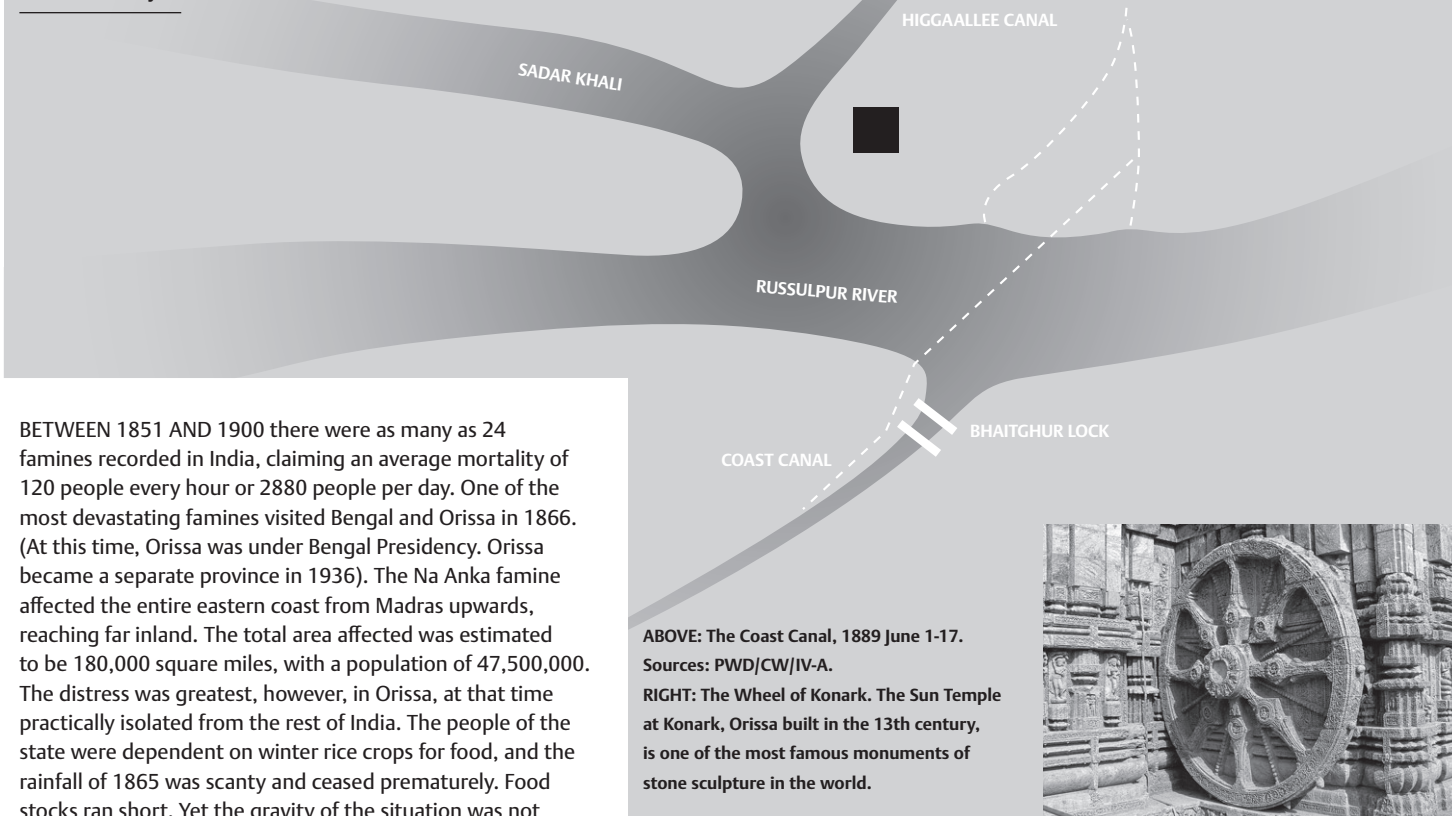 HIGGAALLEE CANAL
SADAR KHALI
RUSSULPUR RIVER
BHAITGHUR LOCK
COAST CANAL
BETWEEN 1851 AND 1900 there were as many as 24
famines recorded in India, claiming an average mortality of
120 people every hour or 2880 people per day. One of the
most devastating famines visited Bengal and Orissa in 1866.
(At this time, Orissa was under Bengal Presidency. Orissa
became a separate province in 1936). The Na Anka famine
affected the entire eastern coast from Madras upwards,
reaching far inland. The total area affected was estimated
to be 180,000 square miles, with a population of 47,500,000.
The distress was greatest, however, in Orissa, at that time
practically isolated from the rest of India. The people of the
state were dependent on winter rice crops for food, and the
rainfall of 1865 was scanty and ceased prematurely. Food
stocks ran short. Yet the gravity of the situation was not
ABOVE: The Coast Canal, 1889 June 1-17.
Sources: PWD/CW/IV-A.
RIGHT: The Wheel of Konark. The Sun Temple
at Konark, Orissa built in the 13th century,
is one of the most famous monuments of
stone sculpture in the world.